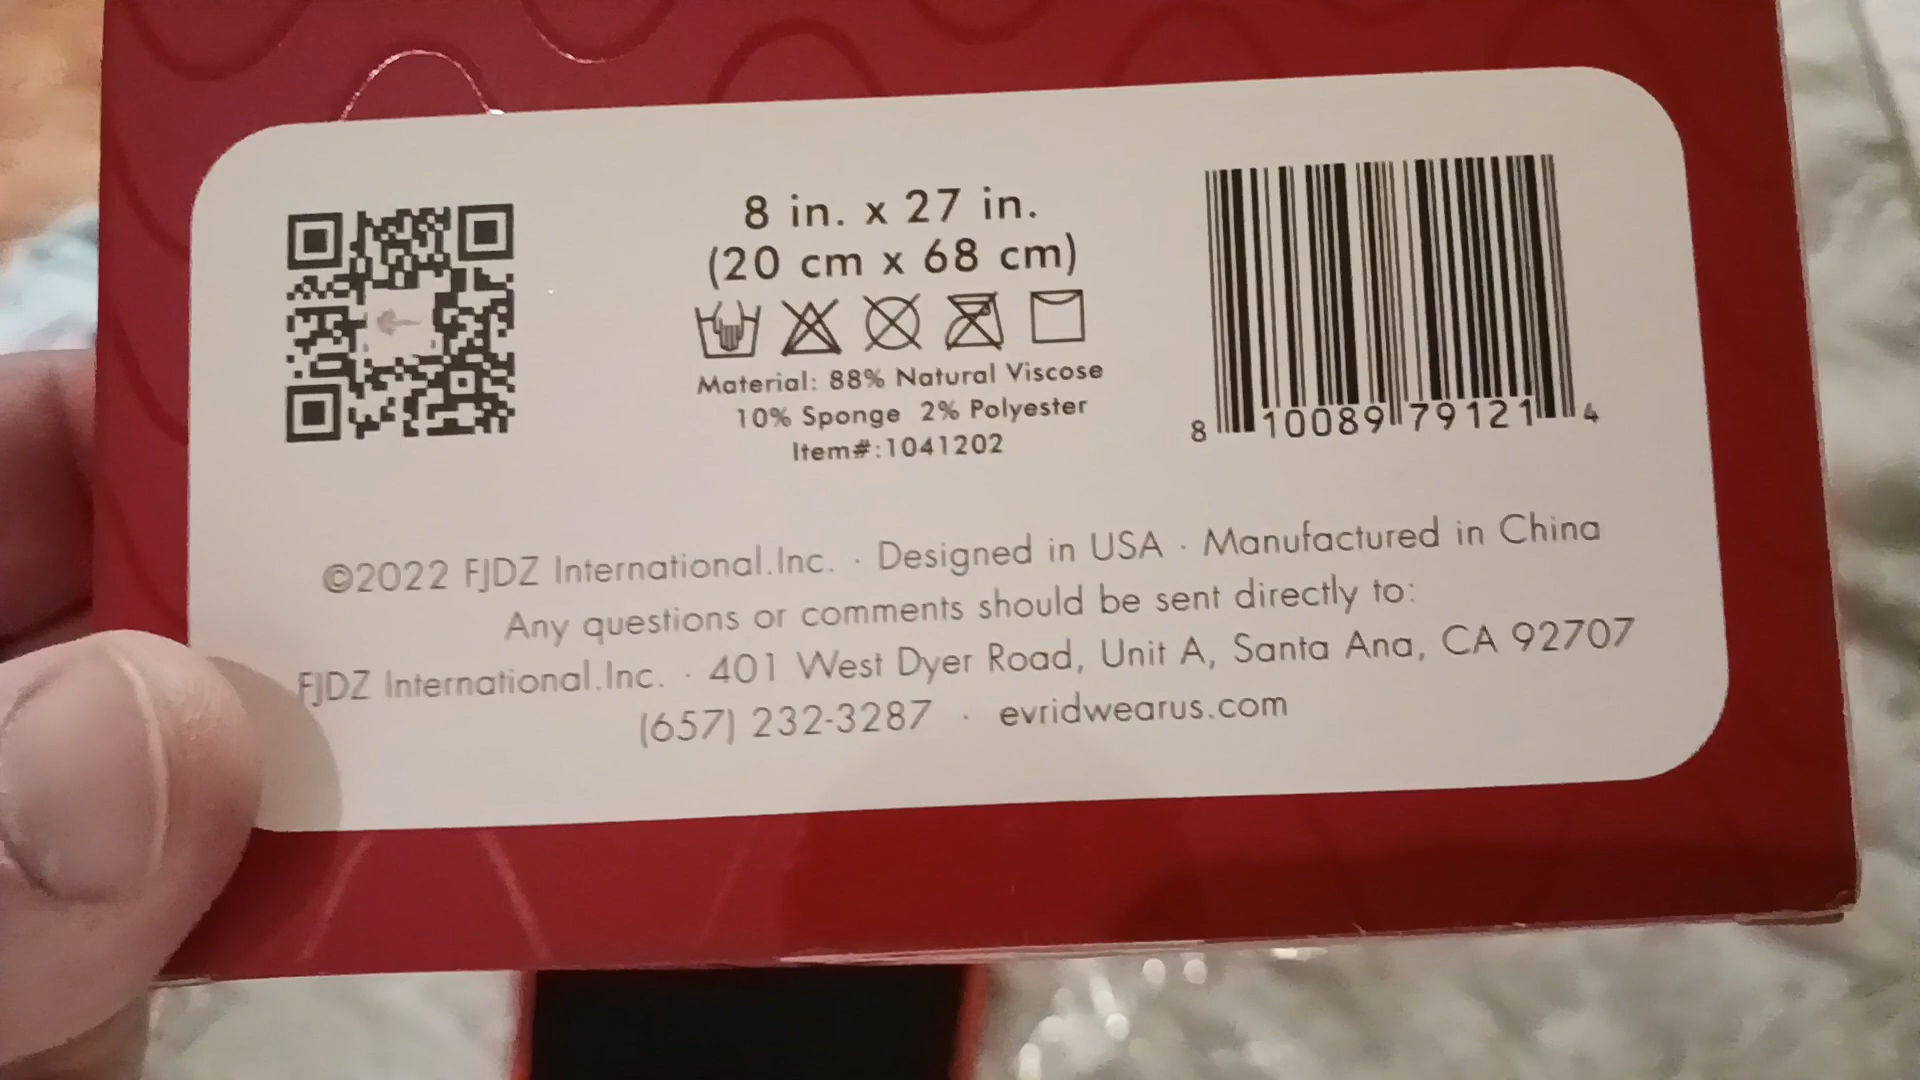 8 in. x 27 in.
(20 cm x 68 cm)
Material: 88% Natural Viscose
10% Sponge 2% Polyester
Item#:1041202
8 10089 79121 4
©2022 FJDZ International.Inc. · Designed in USA · Manufactured in China
Any questions or comments should be sent directly to:
FJDZ International.Inc. · 401 West Dyer Road, Unit A, Santa Ana, CA 92707
(657) 232-3287 · evridwearus.com